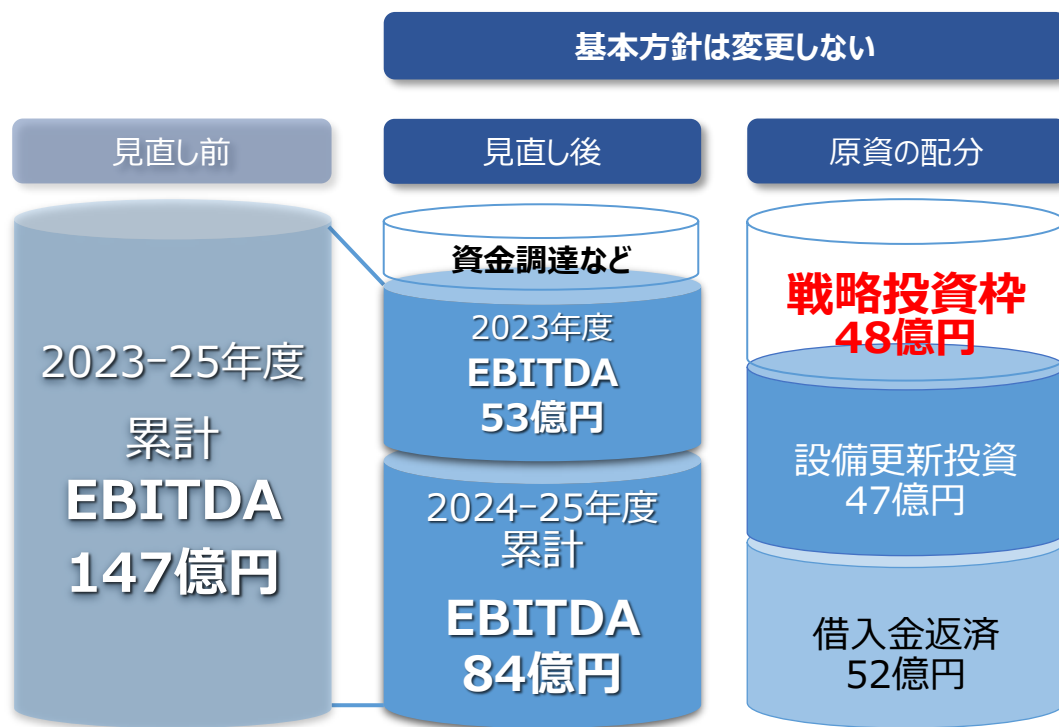 基本方針は変更しない
見直し前
見直し後
原資の配分
2023-25年度
累計
EBITDA
147億円
資金調達など
2023年度
EBITDA
53億円
2024-25年度
累計
EBITDA
84億円
戦略投資枠
48億円
設備更新投資
47億円
借入金返済
52億円